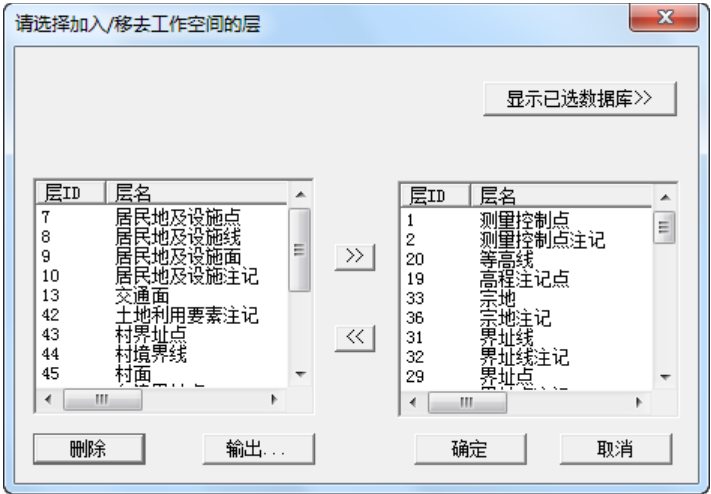 请选择加入/移去工作空间的层
显示已选数据库>>
层ID 层名
7 居民地及设施点
8 居民地及设施线
9 居民地及设施面
10 居民地及设施注记
13 交通面
42 土地利用要素注记
43 村界址点
44 村境界线
45 村面
>>
<<
层ID 层名
1 测量控制点
2 测量控制点注记
20 等高线
19 高程注记点
33 宗地
36 宗地注记
31 界址线
32 界址线注记
29 界址点
删除
输出...
确定
取消